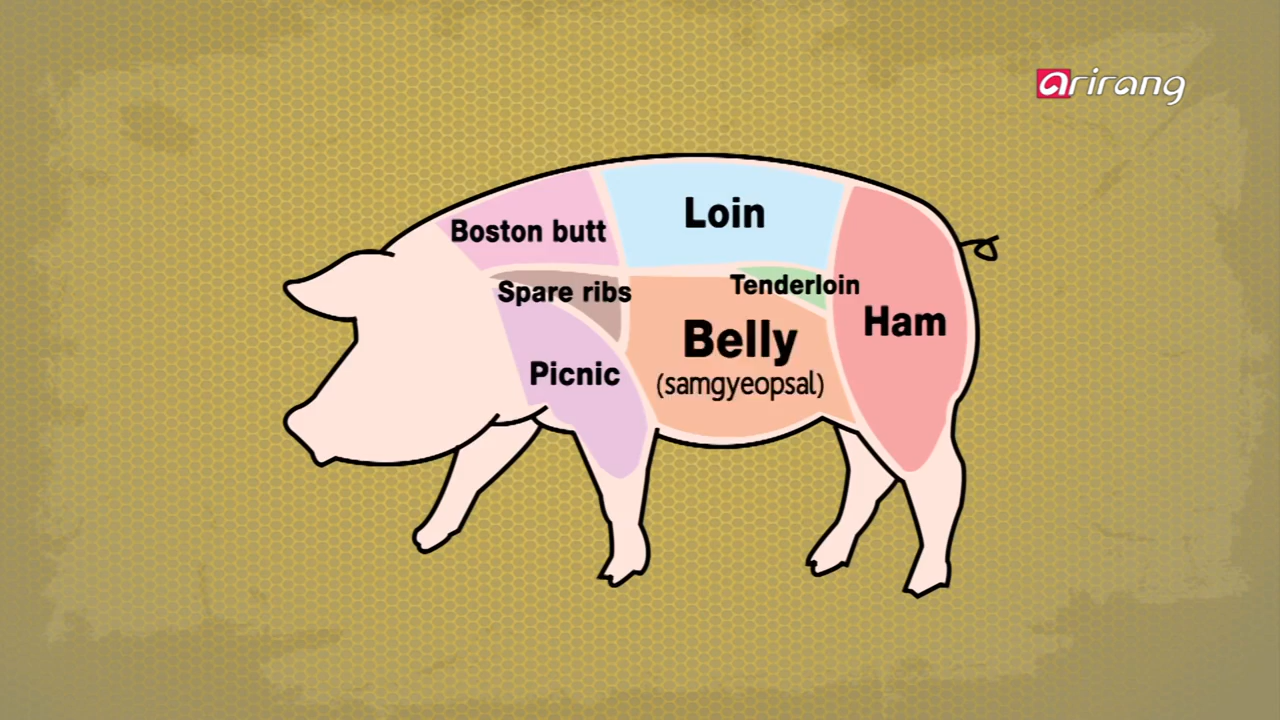 arirang
Boston butt
Loin
Spare ribs
Tenderloin
Ham
Belly
(samgyeopsal)
Picnic